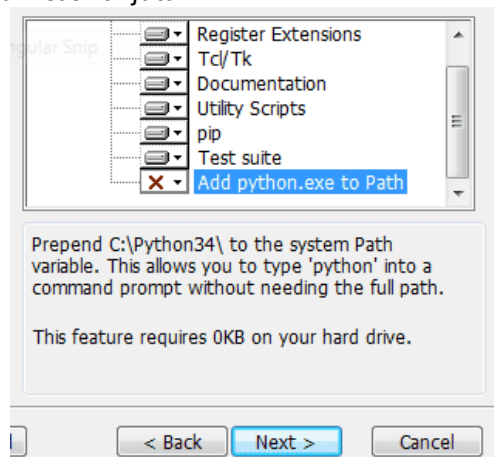 Register Extensions
ngular Snip
Tcl/Tk
Documentation
Utility Scripts
pip
Test suite
Add python.exe to Path
Prepend C:\Python34\ to the system Path
variable. This allows you to type 'python' into a
command prompt without needing the full path.
This feature requires 0KB on your hard drive.
< Back
Next >
Cancel